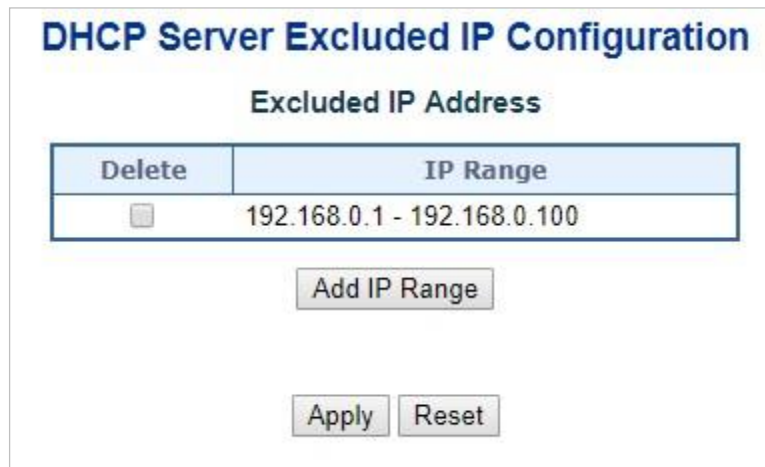 DHCP Server Excluded IP Configuration
Excluded IP Address
Delete IP Range
192.168.0.1 - 192.168.0.100
Add IP Range
Apply Reset